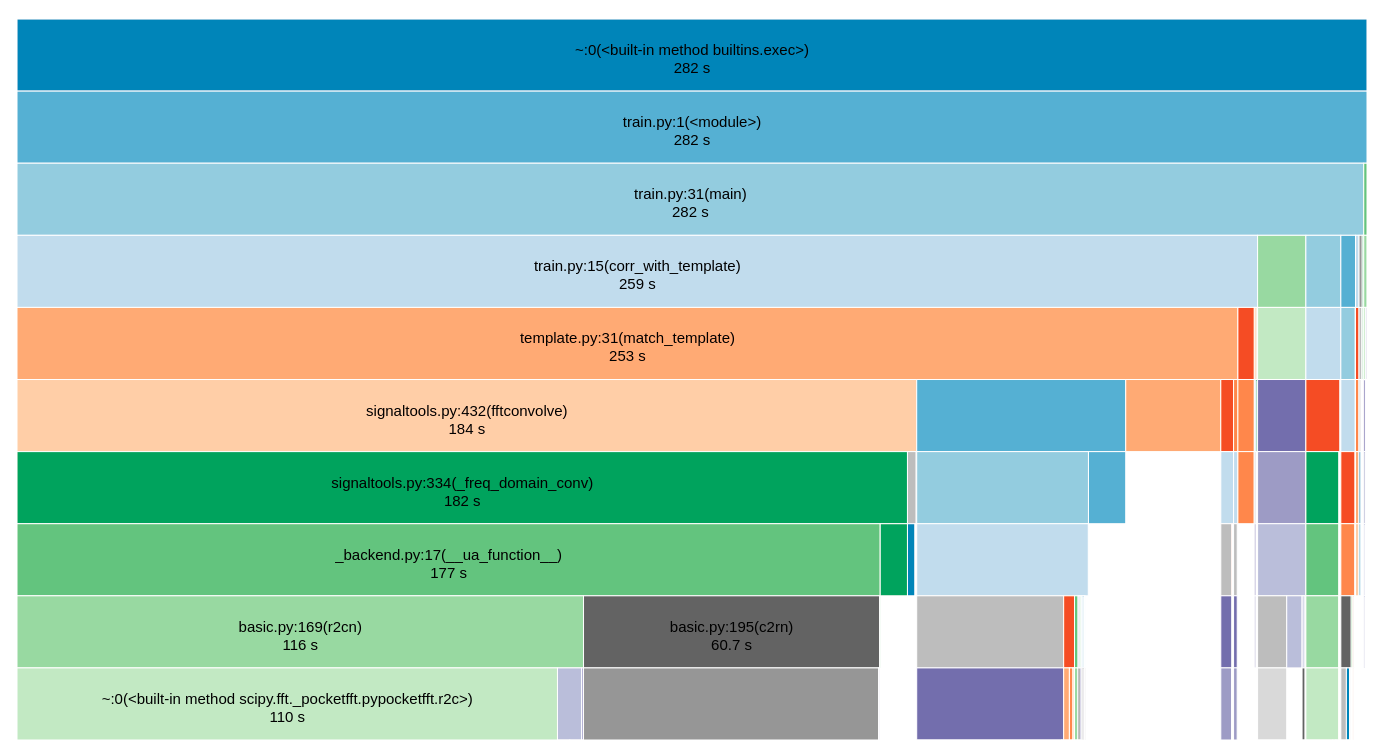 ~:0(<built-in method builtins.exec>)
282 s
train.py:1(<module>)
282 s
train.py:31(main)
282 s
train.py:15(corr_with_template)
259 s
template.py:31(match_template)
253 s
signaltools.py:432(fftconvolve)
184 s
signaltools.py:334(_freq_domain_conv)
182 s
_backend.py:17(__ua_function__)
177 s
basic.py:169(r2cn)
116 s
basic.py:195(c2rn)
60.7 s
~:0(<built-in method scipy.fft._pocketfft.pypocketfft.r2c>)
110 s